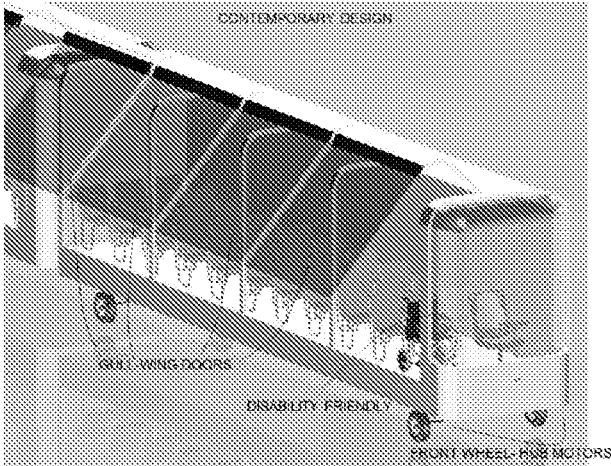 CONTEMPORARY DESIGN
GULL WING DOORS
DISABILITY FRIENDLY
FRONT WHEEL- HUB MOTORS